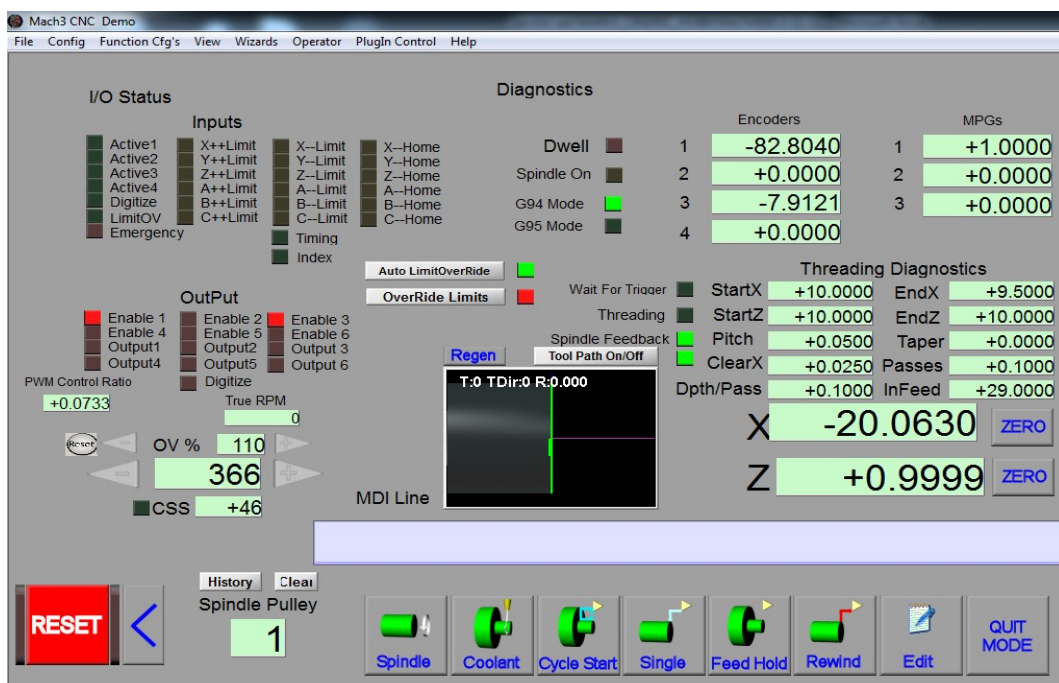 Mach3 CNC Demo
File Config Function Cfg's View Wizards Operator PlugIn Control Help
I/O Status
Diagnostics
Inputs
Active1 X++Limit X--Limit X--Home
Active2 Y++Limit Y--Limit Y--Home
Active3 Z++Limit Z--Limit Z--Home
Active4 A++Limit A--Limit A--Home
Digitize B++Limit B--Limit B--Home
LimitOV C++Limit C--Limit C--Home
Emergency Timing
Index
Dwell
Spindle On
G94 Mode
G95 Mode
Encoders
1 -82.8040
2 +0.0000
3 -7.9121
4 +0.0000
MPGs
1 +1.0000
2 +0.0000
3 +0.0000
Auto LimitOverRide
OverRide Limits
Wait For Trigger
Threading
Spindle Feedback
Threading Diagnostics
StartX +10.0000 EndX +9.5000
StartZ +10.0000 EndZ +10.0000
Pitch +0.0500 Taper +0.0000
ClearX +0.0250 Passes +0.1000
Dpth/Pass +0.1000 InFeed +29.0000
OutPut
Enable 1 Enable 2 Enable 3
Enable 4 Enable 5 Enable 6
Output1 Output2 Output 3
Output4 Output5 Output 6
Digitize
PWM Control Ratio
+0.0733
True RPM
0
Reset
OV % 110
366
CSS +46
Regen
Tool Path On/Off
T:0 TDir:0 R:0.000
X -20.0630 ZERO
Z +0.9999 ZERO
MDI Line
History Clear
Spindle Pulley
1
RESET
<
Spindle Coolant Cycle Start Single Feed Hold Rewind Edit
QUIT
MODE